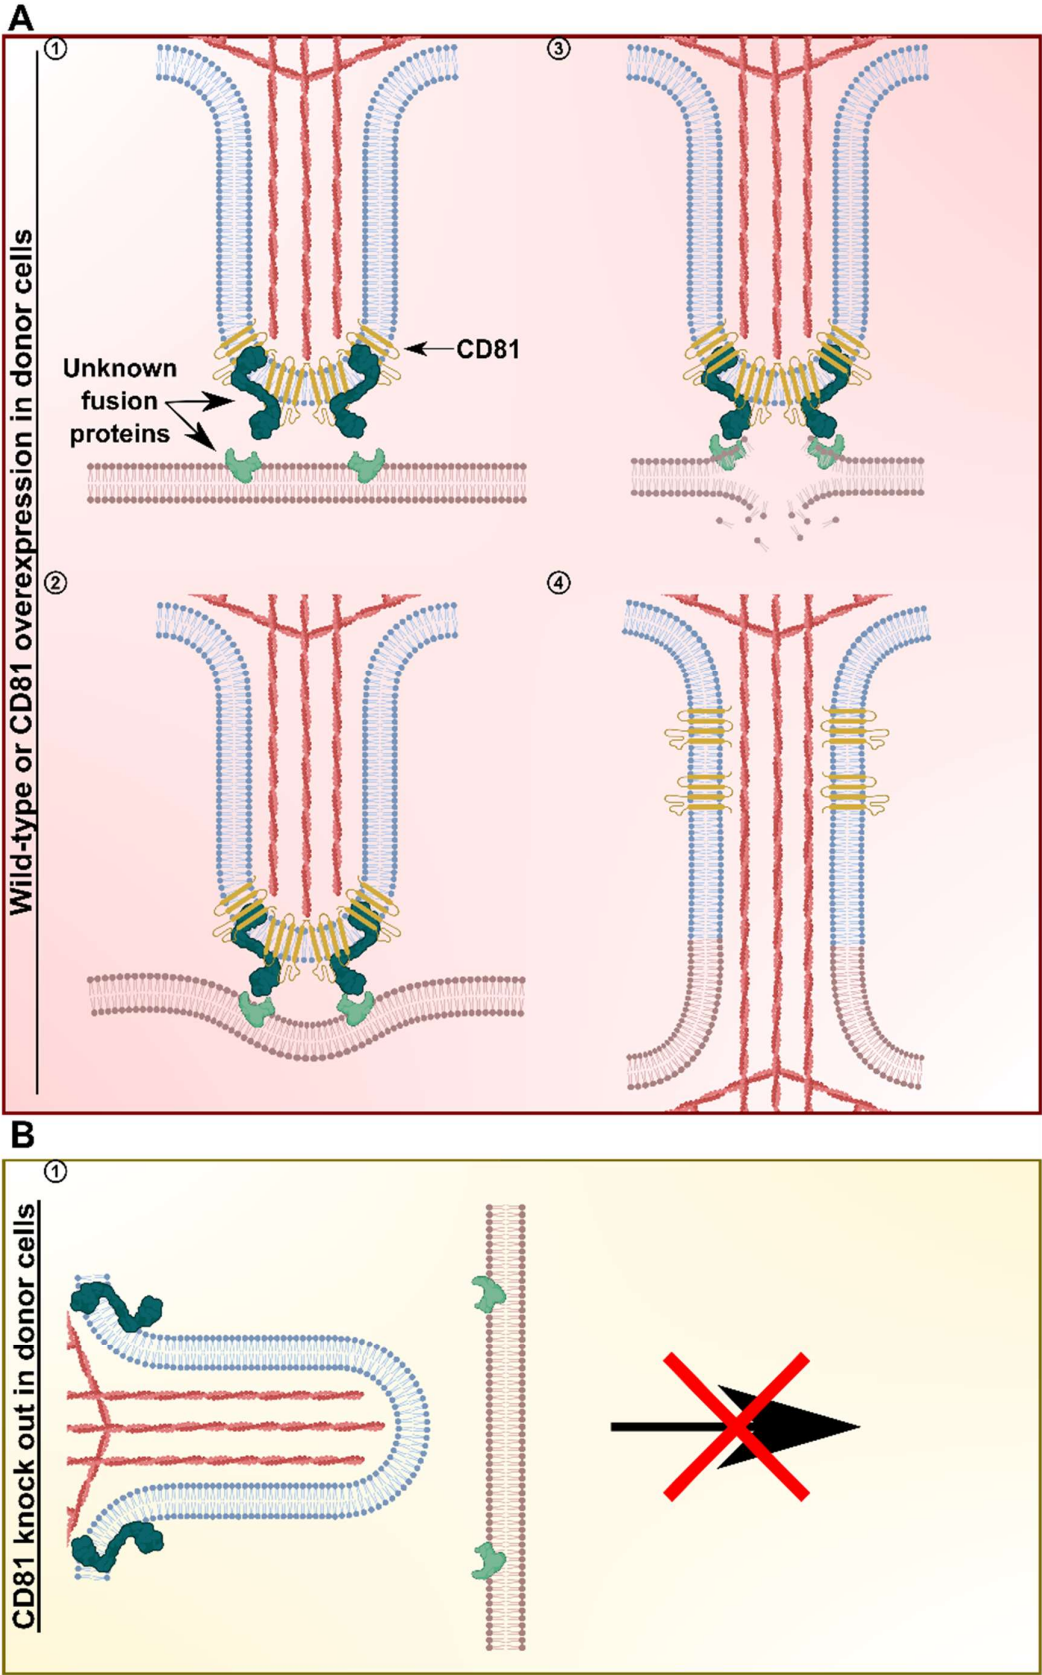 A
Wild-type or CD81 overexpression in donor cells
①
CD81
Unknown
fusion
proteins
②
③
④
B
CD81 knock out in donor cells
①